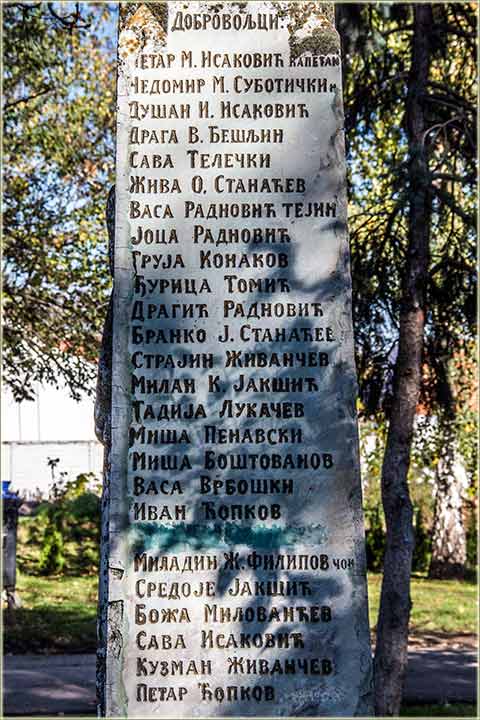 ДОБРОВОЉЦИ:
ПЕТАР М. ИСАКОВИЋ КАПЕТАН
ЧЕДОМИР М. СУБОТИЧКИ
ДУШАН И. ИСАКОВИЋ
ДРАГА В. БЕШЉИН
САВА ТЕЛЕЧКИ
ЖИВА О. СТАНАЋЕВ
ВАСА РАДНОВИЋ ТЕЈИН
ЈОЦА РАДНОВИЋ
ГРУЈА КОНАКОВ
ЂУРИЦА ТОМИЋ
ДРАГИЋ РАДНОВИЋ
БРАНКО Ј. СТАНАЋЕВ
СТРАЈИН ЖИВАНЧЕВ
МИЛАН К. ЈАКШИЋ
ТАДИЈА ЛУКАЧЕВ
МИША ПЕНАВСКИ
МИША БОШТОВАНОВ
ВАСА ВРБОШКИ
ИВАН ЋОПКОВ
МИЛАДИН Ж. ФИЛИПОВ
СРЕДОЈЕ ЈАКШИЋ
БОЖА МИЛОВАНЋЕВ
САВА ИСАКОВИЋ
КУЗМАН ЖИВАНЧЕВ
ПЕТАР ЋОПКОВ